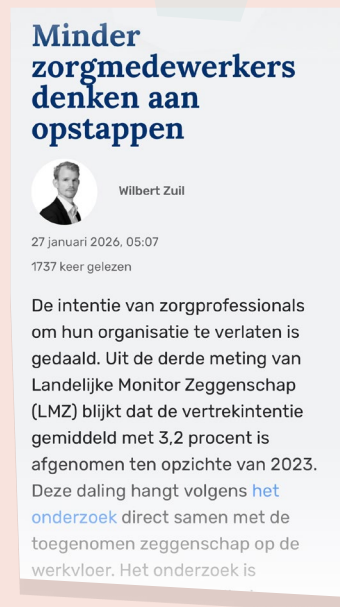 Minder
zorgmedewerkers
denken aan
opstappen
Wilbert Zuil
27 januari 2026, 05:07
1737 keer gelezen
De intentie van zorgprofessionals
om hun organisatie te verlaten is
gedaald. Uit de derde meting van
Landelijke Monitor Zeggenschap
(LMZ) blijkt dat de vertrekintentie
gemiddeld met 3,2 procent is
afgenomen ten opzichte van 2023.
Deze daling hangt volgens het
onderzoek direct samen met de
toegenomen zeggenschap op de
werkvloer. Het onderzoek is